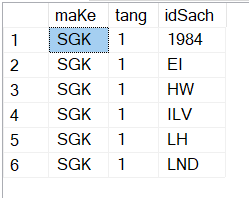 maKe tang idSach
1 SGK 1 1984
2 SGK 1 EI
3 SGK 1 HW
4 SGK 1 ILV
5 SGK 1 LH
6 SGK 1 LND